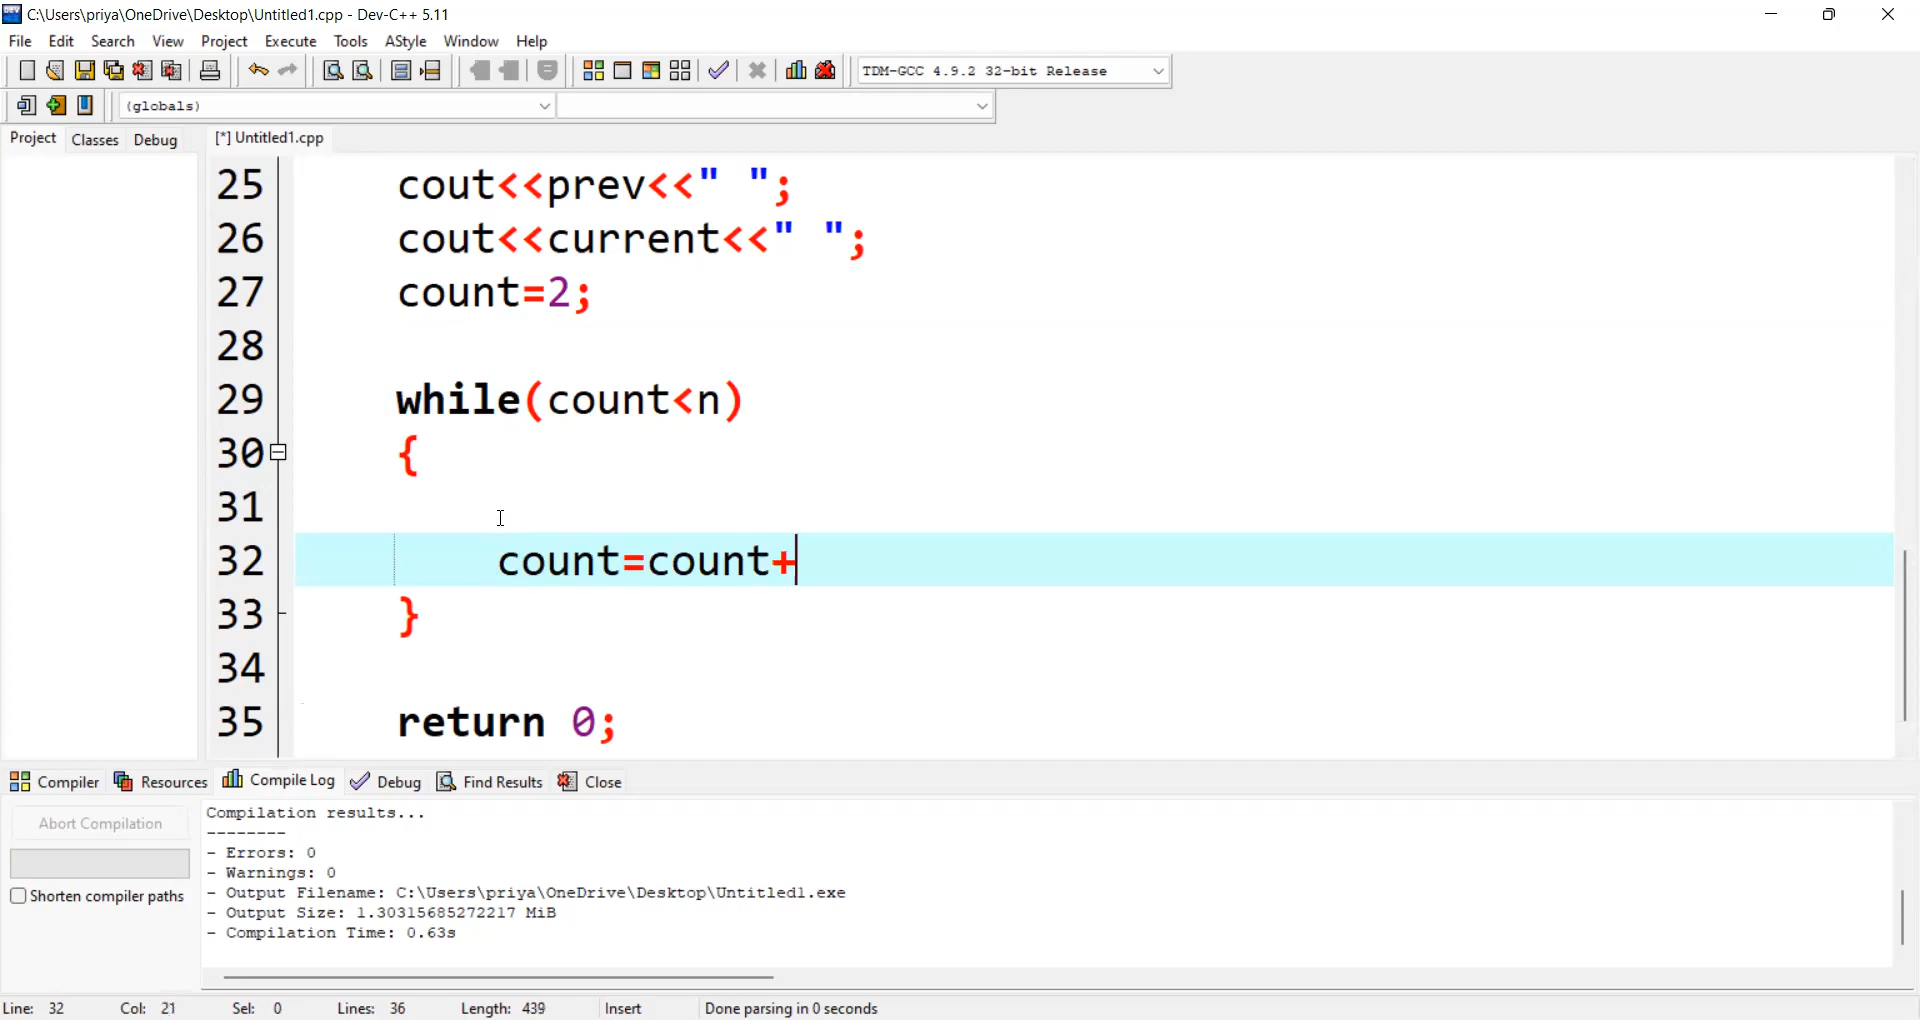 C:\Users\priya\OneDrive\Desktop\Untitled1.cpp - Dev-C++ 5.11
File Edit Search View Project Execute Tools AStyle Window Help
TDM-GCC 4.9.2 32-bit Release
(globals)
Project Classes Debug [*] Untitled1.cpp
25 cout<<prev<<" ";
26 cout<<current<<" ";
27 count=2;
28
29 while(count<n)
30 {
31
32 count=count+
33 }
34
35 return 0;
Compiler Resources Compile Log Debug Find Results Close
Abort Compilation
Shorten compiler paths
Compilation results...
--------
- Errors: 0
- Warnings: 0
- Output Filename: C:\Users\priya\OneDrive\Desktop\Untitled1.exe
- Output Size: 1.30315685272217 MiB
- Compilation Time: 0.63s
Line: 32 Col: 21 Sel: 0 Lines: 36 Length: 439 Insert Done parsing in 0 seconds